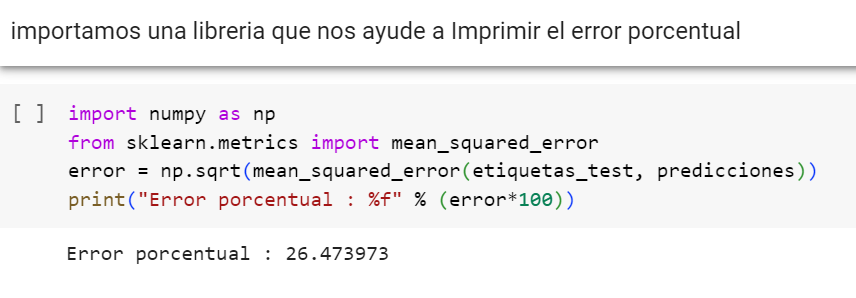 importamos una libreria que nos ayude a Imprimir el error porcentual
[ ] import numpy as np
from sklearn.metrics import mean_squared_error
error = np.sqrt(mean_squared_error(etiquetas_test, predicciones))
print("Error porcentual : %f" % (error*100))
Error porcentual : 26.473973